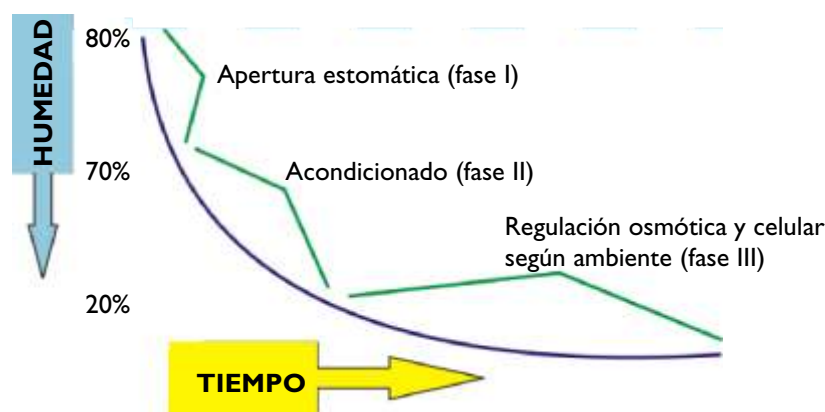 HUMEDAD
80%
Apertura estomática (fase I)
70%
Acondicionado (fase II)
Regulación osmótica y celular
según ambiente (fase III)
20%
TIEMPO